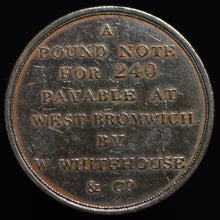 A
POUND NOTE
FOR 240
PAYABLE AT
WEST BROMWICH
BY
W. WHITEHOUSE
& Co.